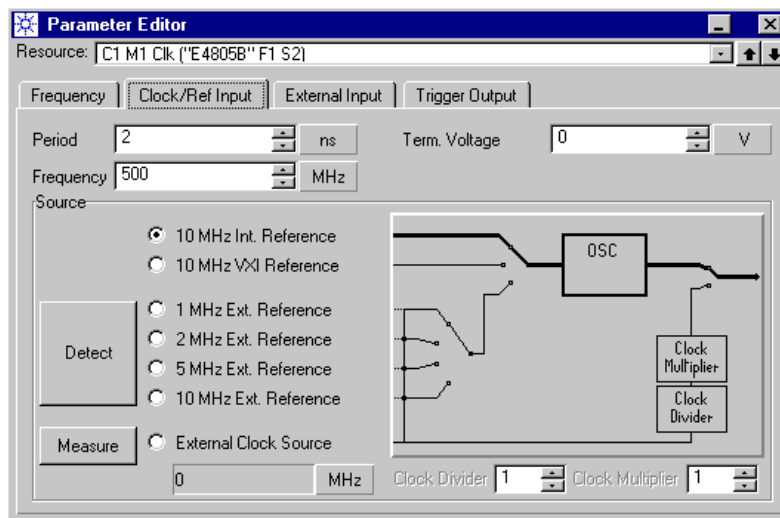 Parameter Editor
Resource: C1 M1 Clk ("E4805B" F1 S2)
Frequency Clock/Ref Input External Input Trigger Output
Period 2 ns Term. Voltage 0 V
Frequency 500 MHz
Source
10 MHz Int. Reference
10 MHz VXI Reference
OSC
1 MHz Ext. Reference
2 MHz Ext. Reference
Detect
5 MHz Ext. Reference
10 MHz Ext. Reference
Clock
Multiplier
Clock
Divider
Measure External Clock Source
0 MHz Clock Divider 1 Clock Multiplier 1